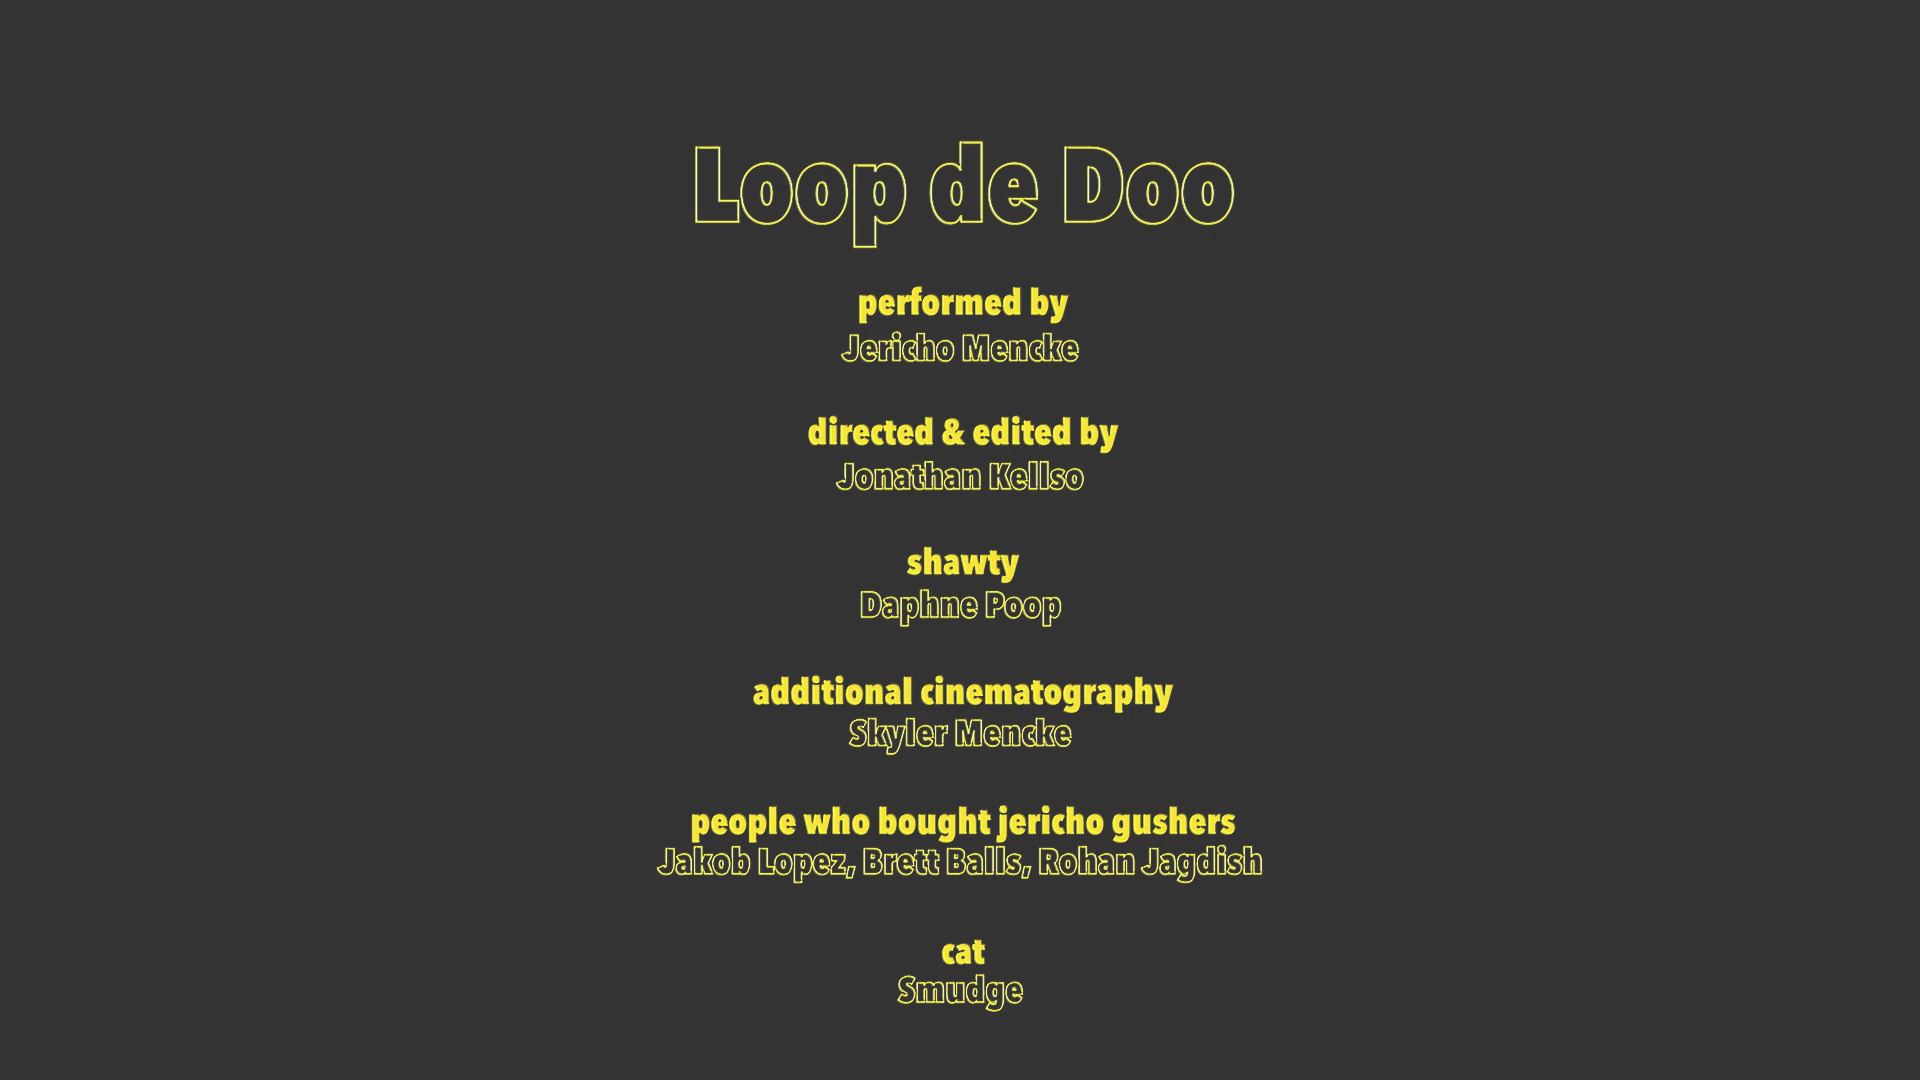 Loop de Doo
performed by
Jericho Mencke
directed & edited by
Jonathan Kellso
shawty
Daphne Poop
additional cinematography
Skyler Mencke
people who bought jericho gushers
Jakob Lopez, Brett Balls, Rohan Jagdish
cat
Smudge